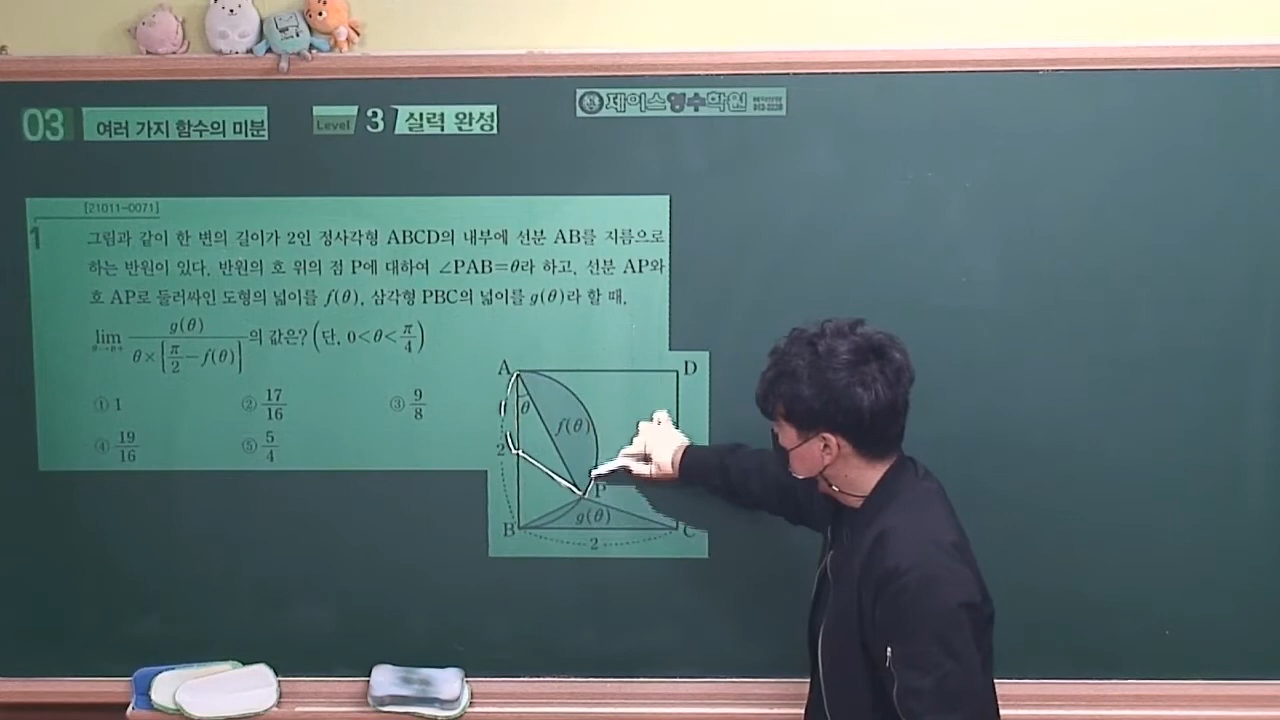 03 여러 가지 함수의 미분 Level 3 실력 완성
제이스영수학원
[21011-0071]
1 그림과 같이 한 변의 길이가 2인 정사각형 ABCD의 내부에 선분 AB를 지름으로
하는 반원이 있다. 반원의 호 위의 점 P에 대하여 ∠PAB=θ라 하고, 선분 AP와
호 AP로 둘러싸인 도형의 넓이를 f(θ), 삼각형 PBC의 넓이를 g(θ)라 할 때,
lim θ→0+ g(θ) / θ×[π/2−f(θ)] 의 값은? (단, 0<θ<π/4)
① 1 ② 17/16 ③ 9/8
④ 19/16 ⑤ 5/4
A D
θ f(θ)
2
P
g(θ)
B C
2